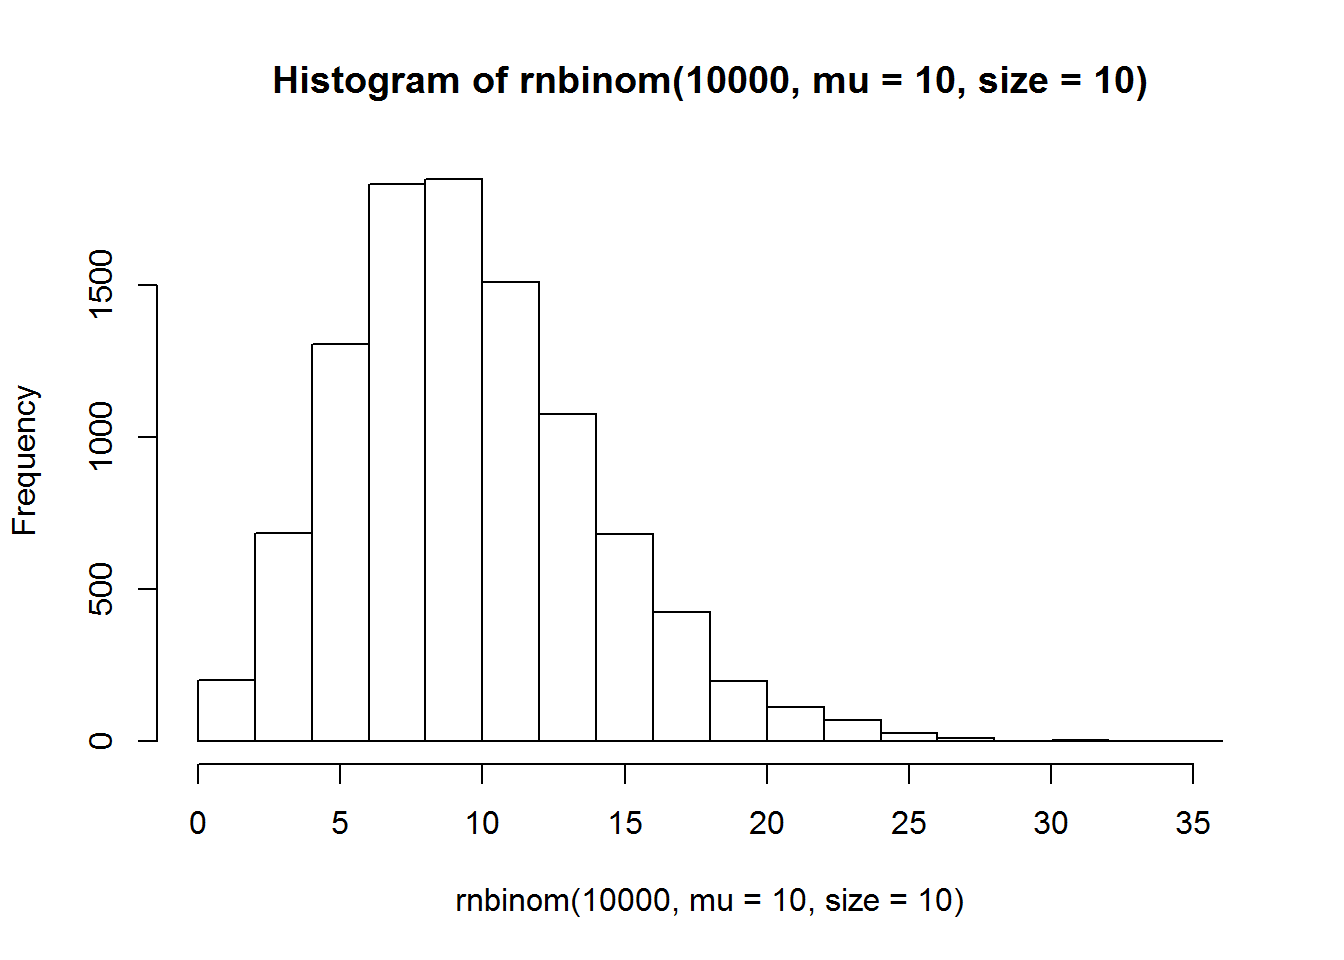 Histogram of rnbinom(10000, mu = 10, size = 10)
Frequency
1500
1000
500
0
0 5 10 15 20 25 30 35
rnbinom(10000, mu = 10, size = 10)